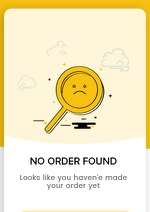 NO ORDER FOUND
Looks like you haven'e made
your order yet